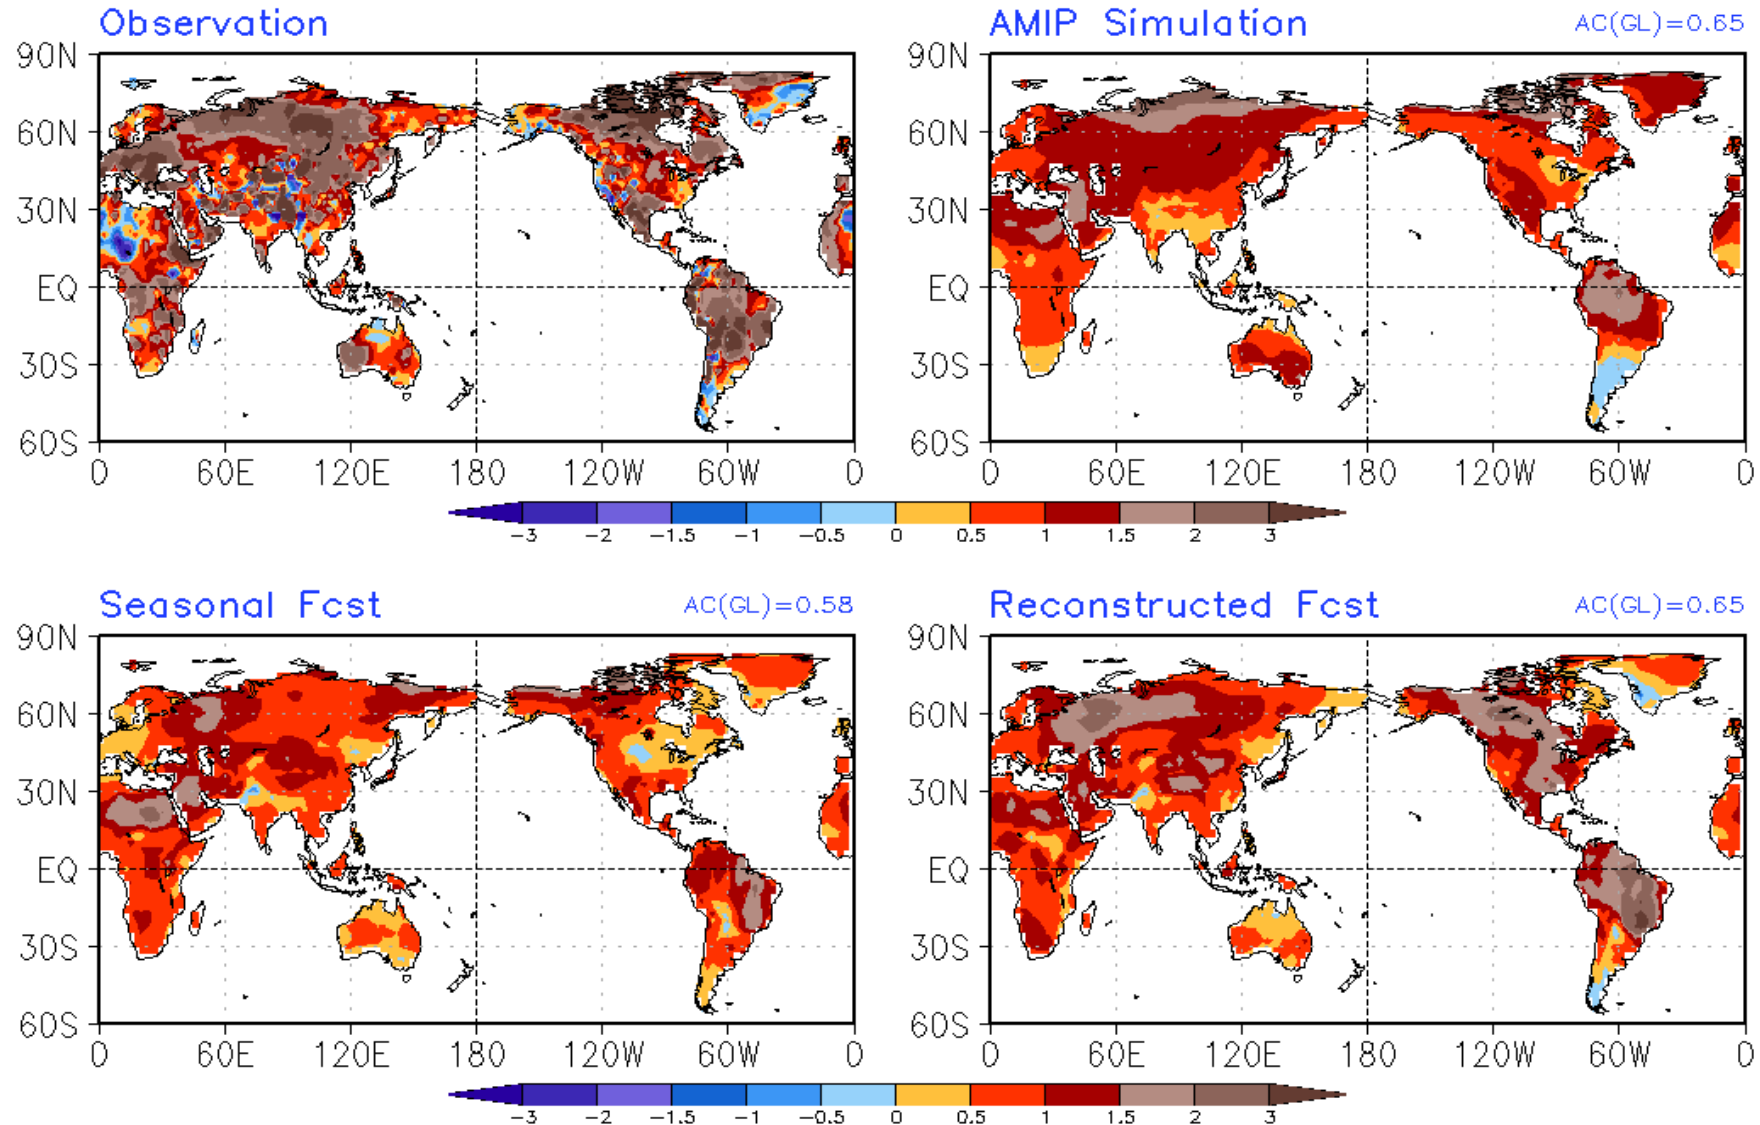 Observation
AMIP Simulation AC(GL)=0.65
90N 90N
60N 60N
30N 30N
EQ EQ
30S 30S
60S 60S
0 60E 120E 180 120W 60W 0 0 60E 120E 180 120W 60W 0
-3 -2 -1.5 -1 -0.5 0 0.5 1 1.5 2 3
Seasonal Fcst AC(GL)=0.58
Reconstructed Fcst AC(GL)=0.65
90N 90N
60N 60N
30N 30N
EQ EQ
30S 30S
60S 60S
0 60E 120E 180 120W 60W 0 0 60E 120E 180 120W 60W 0
-3 -2 -1.5 -1 -0.5 0 0.5 1 1.5 2 3